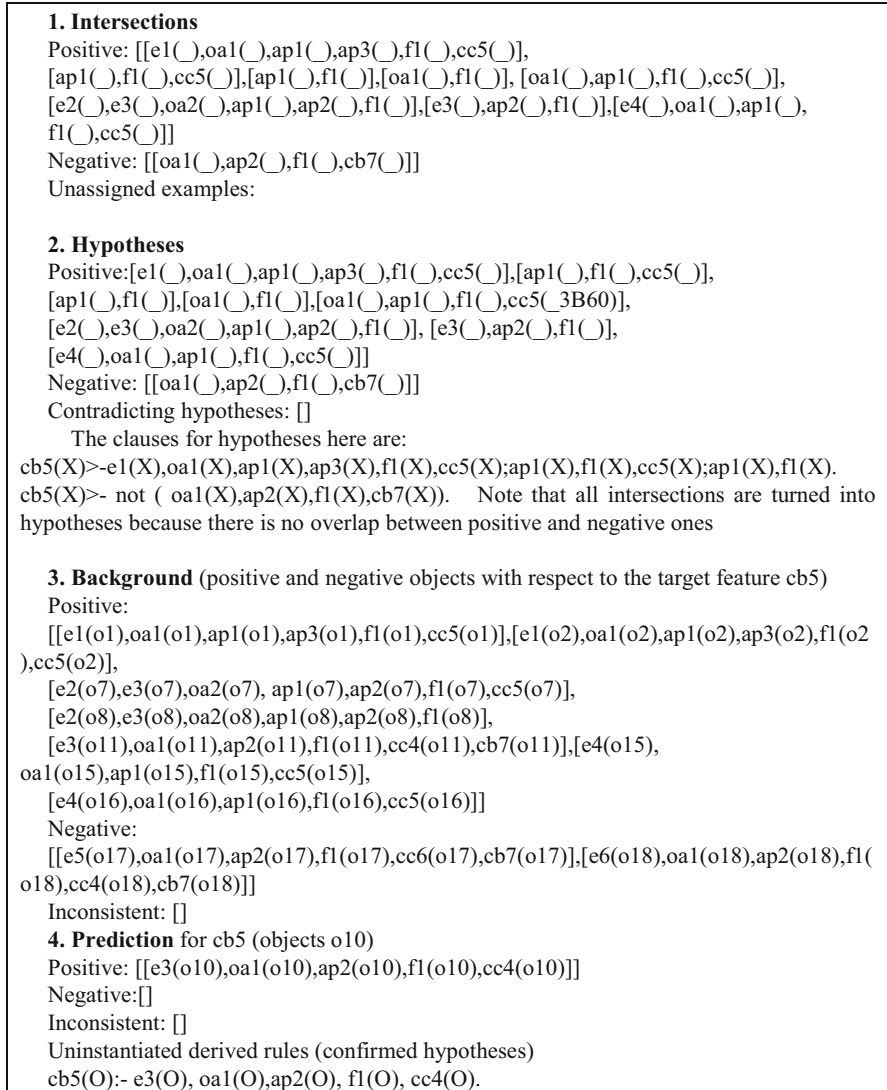 1. Intersections
Positive: [[e1(_),oa1(_),ap1(_),ap3(_),f1(_),cc5(_)],
[ap1(_),f1(_),cc5(_)],[ap1(_),f1(_)],[oa1(_),f1(_)], [oa1(_),ap1(_),f1(_),cc5(_)],
[e2(_),e3(_),oa2(_),ap1(_),ap2(_),f1(_)],[e3(_),ap2(_),f1(_)],[e4(_),oa1(_),ap1(_),
f1(_),cc5(_)]]
Negative: [[oa1(_),ap2(_),f1(_),cb7(_)]]
Unassigned examples:
2. Hypotheses
Positive:[e1(_),oa1(_),ap1(_),ap3(_),f1(_),cc5(_)],[ap1(_),f1(_),cc5(_)],
[ap1(_),f1(_)],[oa1(_),f1(_)],[oa1(_),ap1(_),f1(_),cc5(_3B60)],
[e2(_),e3(_),oa2(_),ap1(_),ap2(_),f1(_)], [e3(_),ap2(_),f1(_)],
[e4(_),oa1(_),ap1(_),f1(_),cc5(_)]]
Negative: [[oa1(_),ap2(_),f1(_),cb7(_)]]
Contradicting hypotheses: []
The clauses for hypotheses here are:
cb5(X)>-e1(X),oa1(X),ap1(X),ap3(X),f1(X),cc5(X);ap1(X),f1(X),cc5(X);ap1(X),f1(X).
cb5(X)>- not ( oa1(X),ap2(X),f1(X),cb7(X)). Note that all intersections are turned into
hypotheses because there is no overlap between positive and negative ones
3. Background (positive and negative objects with respect to the target feature cb5)
Positive:
[[e1(o1),oa1(o1),ap1(o1),ap3(o1),f1(o1),cc5(o1)],[e1(o2),oa1(o2),ap1(o2),ap3(o2),f1(o2
),cc5(o2)],
[e2(o7),e3(o7),oa2(o7), ap1(o7),ap2(o7),f1(o7),cc5(o7)],
[e2(o8),e3(o8),oa2(o8),ap1(o8),ap2(o8),f1(o8)],
[e3(o11),oa1(o11),ap2(o11),f1(o11),cc4(o11),cb7(o11)],[e4(o15),
oa1(o15),ap1(o15),f1(o15),cc5(o15)],
[e4(o16),oa1(o16),ap1(o16),f1(o16),cc5(o16)]]
Negative:
[[e5(o17),oa1(o17),ap2(o17),f1(o17),cc6(o17),cb7(o17)],[e6(o18),oa1(o18),ap2(o18),f1(
o18),cc4(o18),cb7(o18)]]
Inconsistent: []
4. Prediction for cb5 (objects o10)
Positive: [[e3(o10),oa1(o10),ap2(o10),f1(o10),cc4(o10)]]
Negative:[]
Inconsistent: []
Uninstantiated derived rules (confirmed hypotheses)
cb5(O):- e3(O), oa1(O),ap2(O), f1(O), cc4(O).